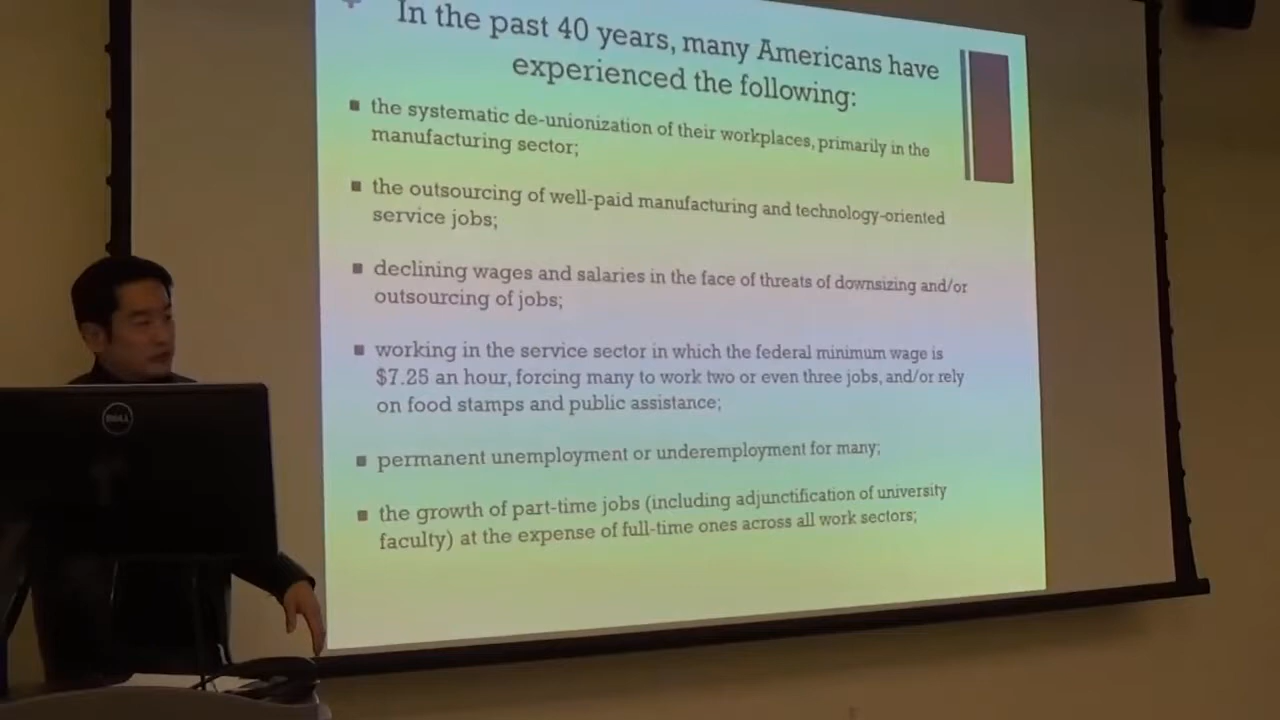 In the past 40 years, many Americans have
experienced the following:
■ the systematic de-unionization of their workplaces, primarily in the
manufacturing sector;
■ the outsourcing of well-paid manufacturing and technology-oriented
service jobs;
■ declining wages and salaries in the face of threats of downsizing and/or
outsourcing of jobs;
■ working in the service sector in which the federal minimum wage is
$7.25 an hour, forcing many to work two or even three jobs, and/or rely
on food stamps and public assistance;
■ permanent unemployment or underemployment for many;
■ the growth of part-time jobs (including adjunctification of university
faculty) at the expense of full-time ones across all work sectors;
DELL